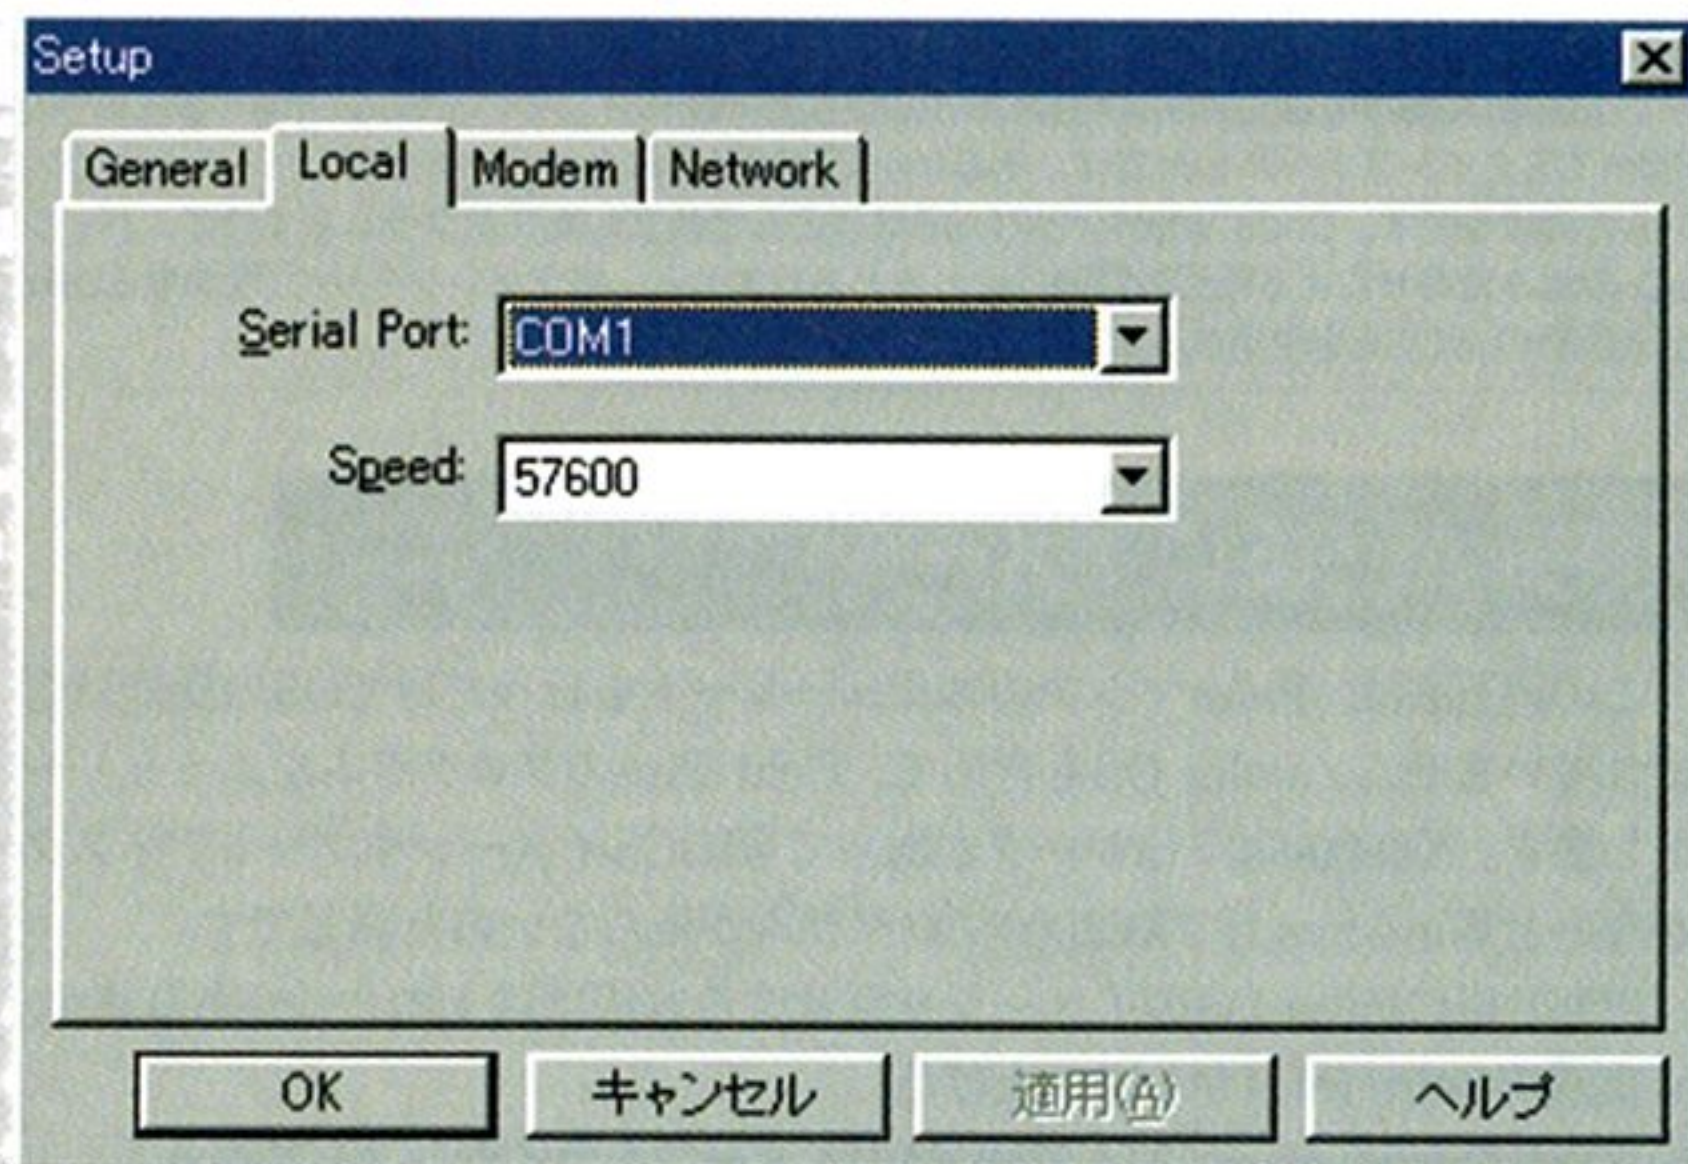 Setup
General Local Modem Network
Serial Port: COM1
Speed: 57600
OK キャンセル 適用(A) ヘルプ